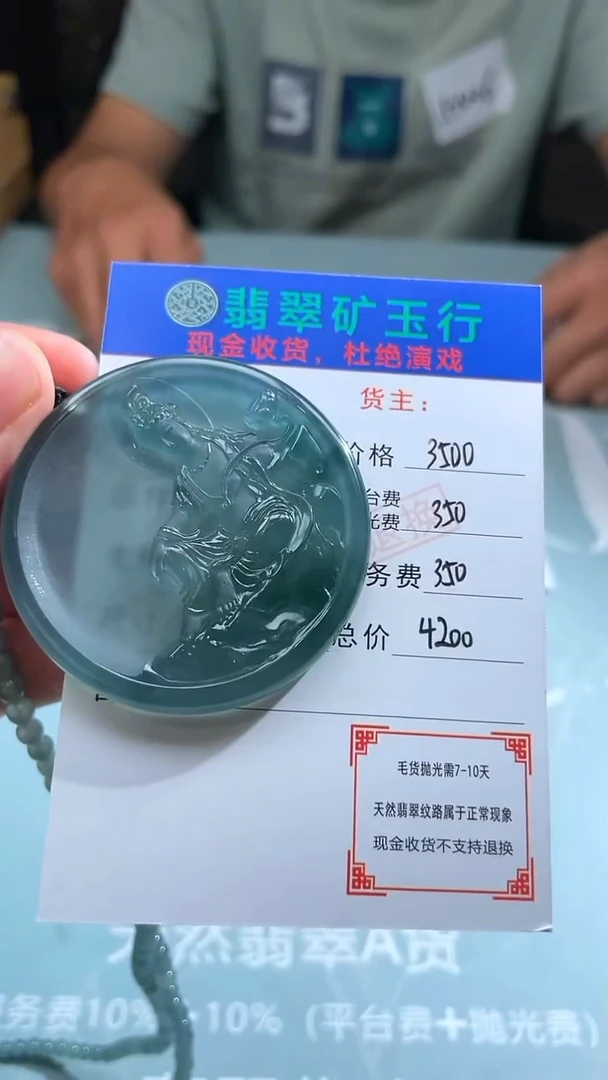 翡翠矿玉行
现金收货，杜绝演戏
货主：
价格 3500
台费
光费 350
务费 350
总价 4200
毛货抛光需7-10天
天然翡翠纹路属于正常现象
现金收货不支持退换
天然翡翠A货
务费10% 10%（平台费+抛光费）